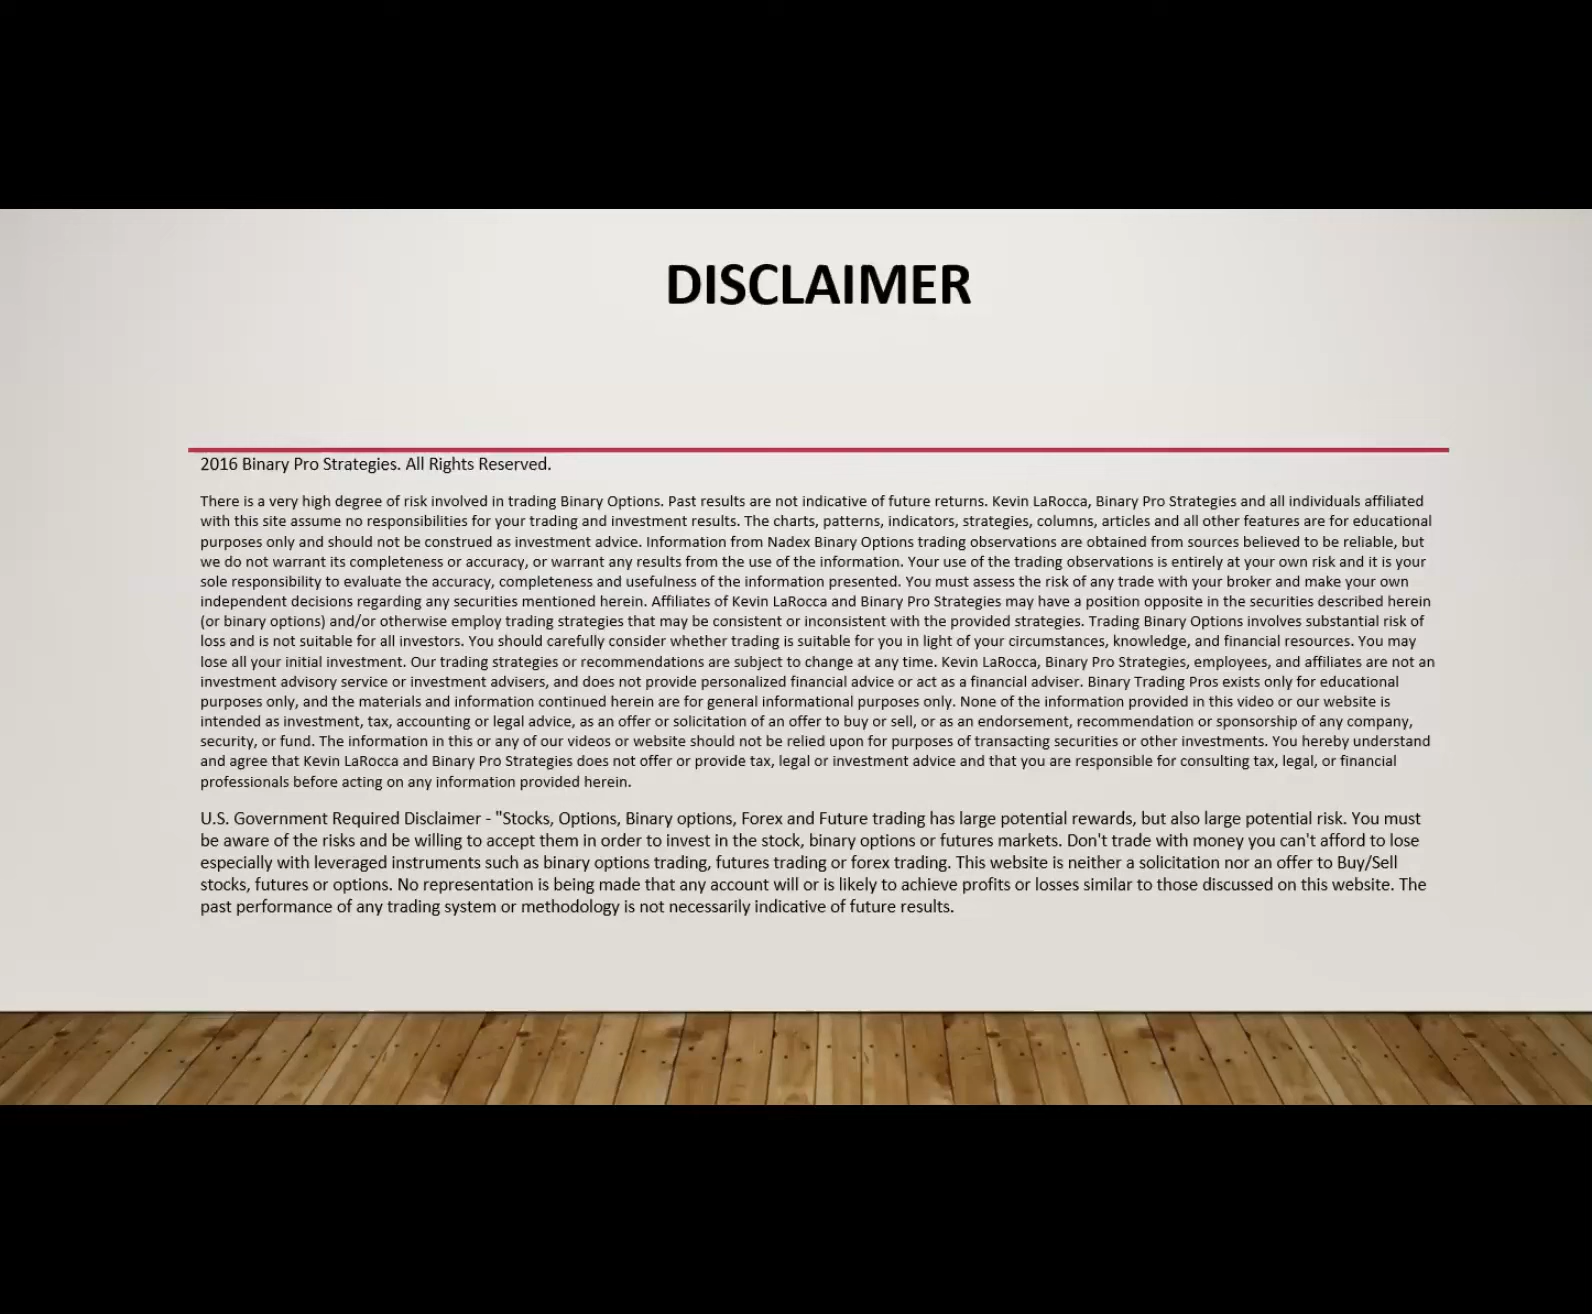 DISCLAIMER
2016 Binary Pro Strategies. All Rights Reserved.
There is a very high degree of risk involved in trading Binary Options. Past results are not indicative of future returns. Kevin LaRocca, Binary Pro Strategies and all individuals affiliated
with this site assume no responsibilities for your trading and investment results. The charts, patterns, indicators, strategies, columns, articles and all other features are for educational
purposes only and should not be construed as investment advice. Information from Nadex Binary Options trading observations are obtained from sources believed to be reliable, but
we do not warrant its completeness or accuracy, or warrant any results from the use of the information. Your use of the trading observations is entirely at your own risk and it is your
sole responsibility to evaluate the accuracy, completeness and usefulness of the information presented. You must assess the risk of any trade with your broker and make your own
independent decisions regarding any securities mentioned herein. Affiliates of Kevin LaRocca and Binary Pro Strategies may have a position opposite in the securities described herein
(or binary options) and/or otherwise employ trading strategies that may be consistent or inconsistent with the provided strategies. Trading Binary Options involves substantial risk of
loss and is not suitable for all investors. You should carefully consider whether trading is suitable for you in light of your circumstances, knowledge, and financial resources. You may
lose all your initial investment. Our trading strategies or recommendations are subject to change at any time. Kevin LaRocca, Binary Pro Strategies, employees, and affiliates are not an
investment advisory service or investment advisers, and does not provide personalized financial advice or act as a financial adviser. Binary Trading Pros exists only for educational
purposes only, and the materials and information continued herein are for general informational purposes only. None of the information provided in this video or our website is
intended as investment, tax, accounting or legal advice, as an offer or solicitation of an offer to buy or sell, or as an endorsement, recommendation or sponsorship of any company,
security, or fund. The information in this or any of our videos or website should not be relied upon for purposes of transacting securities or other investments. You hereby understand
and agree that Kevin LaRocca and Binary Pro Strategies does not offer or provide tax, legal or investment advice and that you are responsible for consulting tax, legal, or financial
professionals before acting on any information provided herein.
U.S. Government Required Disclaimer - "Stocks, Options, Binary options, Forex and Future trading has large potential rewards, but also large potential risk. You must
be aware of the risks and be willing to accept them in order to invest in the stock, binary options or futures markets. Don't trade with money you can't afford to lose
especially with leveraged instruments such as binary options trading, futures trading or forex trading. This website is neither a solicitation nor an offer to Buy/Sell
stocks, futures or options. No representation is being made that any account will or is likely to achieve profits or losses similar to those discussed on this website. The
past performance of any trading system or methodology is not necessarily indicative of future results.